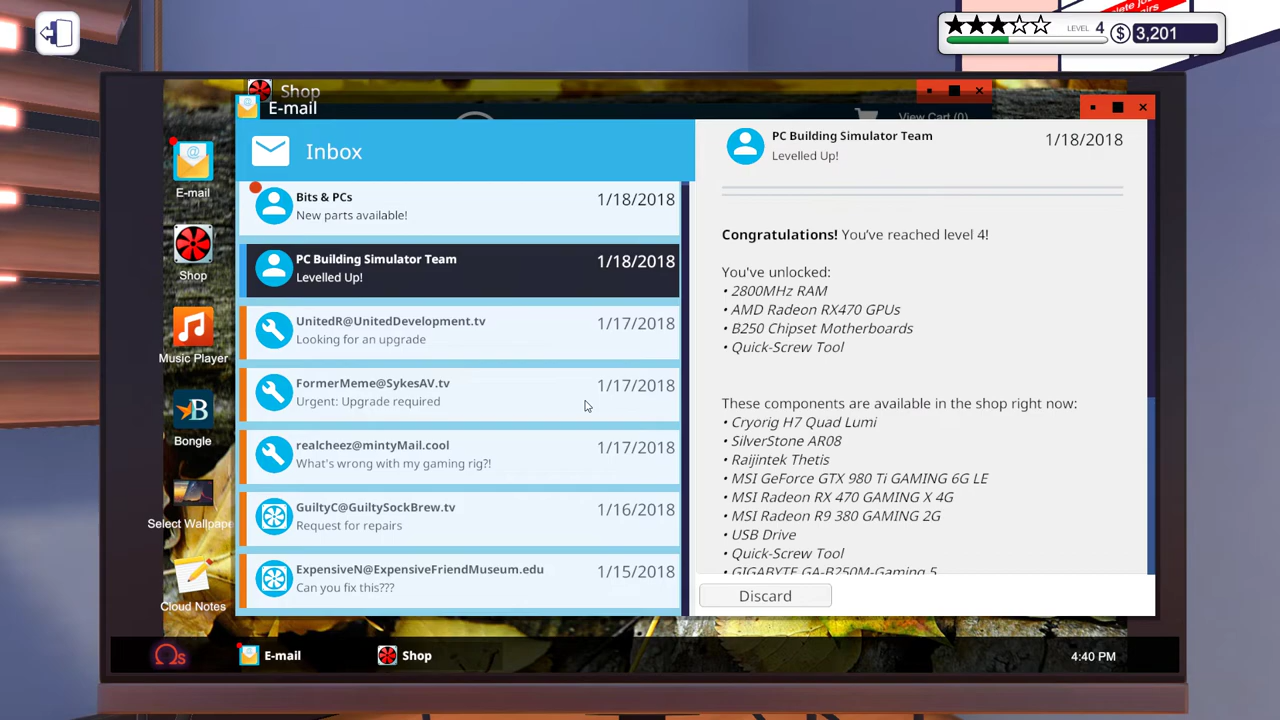 LEVEL 4
$ 3,201
Shop
E-mail
View Cart (0)
Inbox
E-mail
Shop
Music Player
Bongle
Select Wallpape
Cloud Notes
Bits & PCs
1/18/2018
New parts available!
PC Building Simulator Team
1/18/2018
Levelled Up!
UnitedR@UnitedDevelopment.tv
1/17/2018
Looking for an upgrade
FormerMeme@SykesAV.tv
1/17/2018
Urgent: Upgrade required
realcheez@mintyMail.cool
1/17/2018
What's wrong with my gaming rig?!
GuiltyC@GuiltySockBrew.tv
1/16/2018
Request for repairs
ExpensiveN@ExpensiveFriendMuseum.edu
1/15/2018
Can you fix this???
PC Building Simulator Team
1/18/2018
Levelled Up!
Congratulations! You've reached level 4!
You've unlocked:
• 2800MHz RAM
• AMD Radeon RX470 GPUs
• B250 Chipset Motherboards
• Quick-Screw Tool
These components are available in the shop right now:
• Cryorig H7 Quad Lumi
• SilverStone AR08
• Raijintek Thetis
• MSI GeForce GTX 980 Ti GAMING 6G LE
• MSI Radeon RX 470 GAMING X 4G
• MSI Radeon R9 380 GAMING 2G
• USB Drive
• Quick-Screw Tool
• GIGABYTE GA-B250M-Gaming 5
Discard
Ωs
E-mail
Shop
4:40 PM